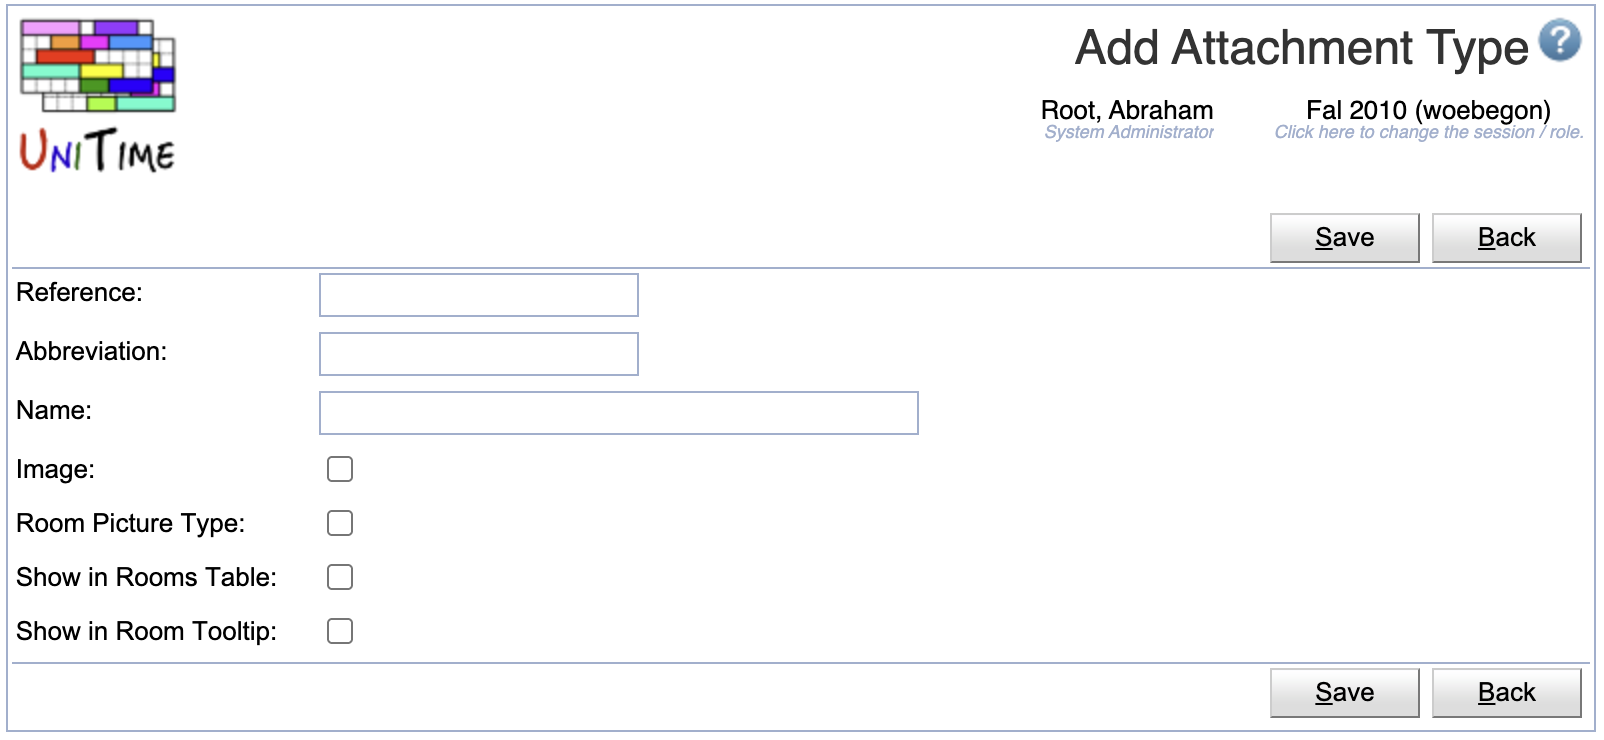 UNITIME
Add Attachment Type ?
Root, Abraham
System Administrator
Fal 2010 (woebegon)
Click here to change the session / role.
Save Back
Reference:
Abbreviation:
Name:
Image:
Room Picture Type:
Show in Rooms Table:
Show in Room Tooltip:
Save Back